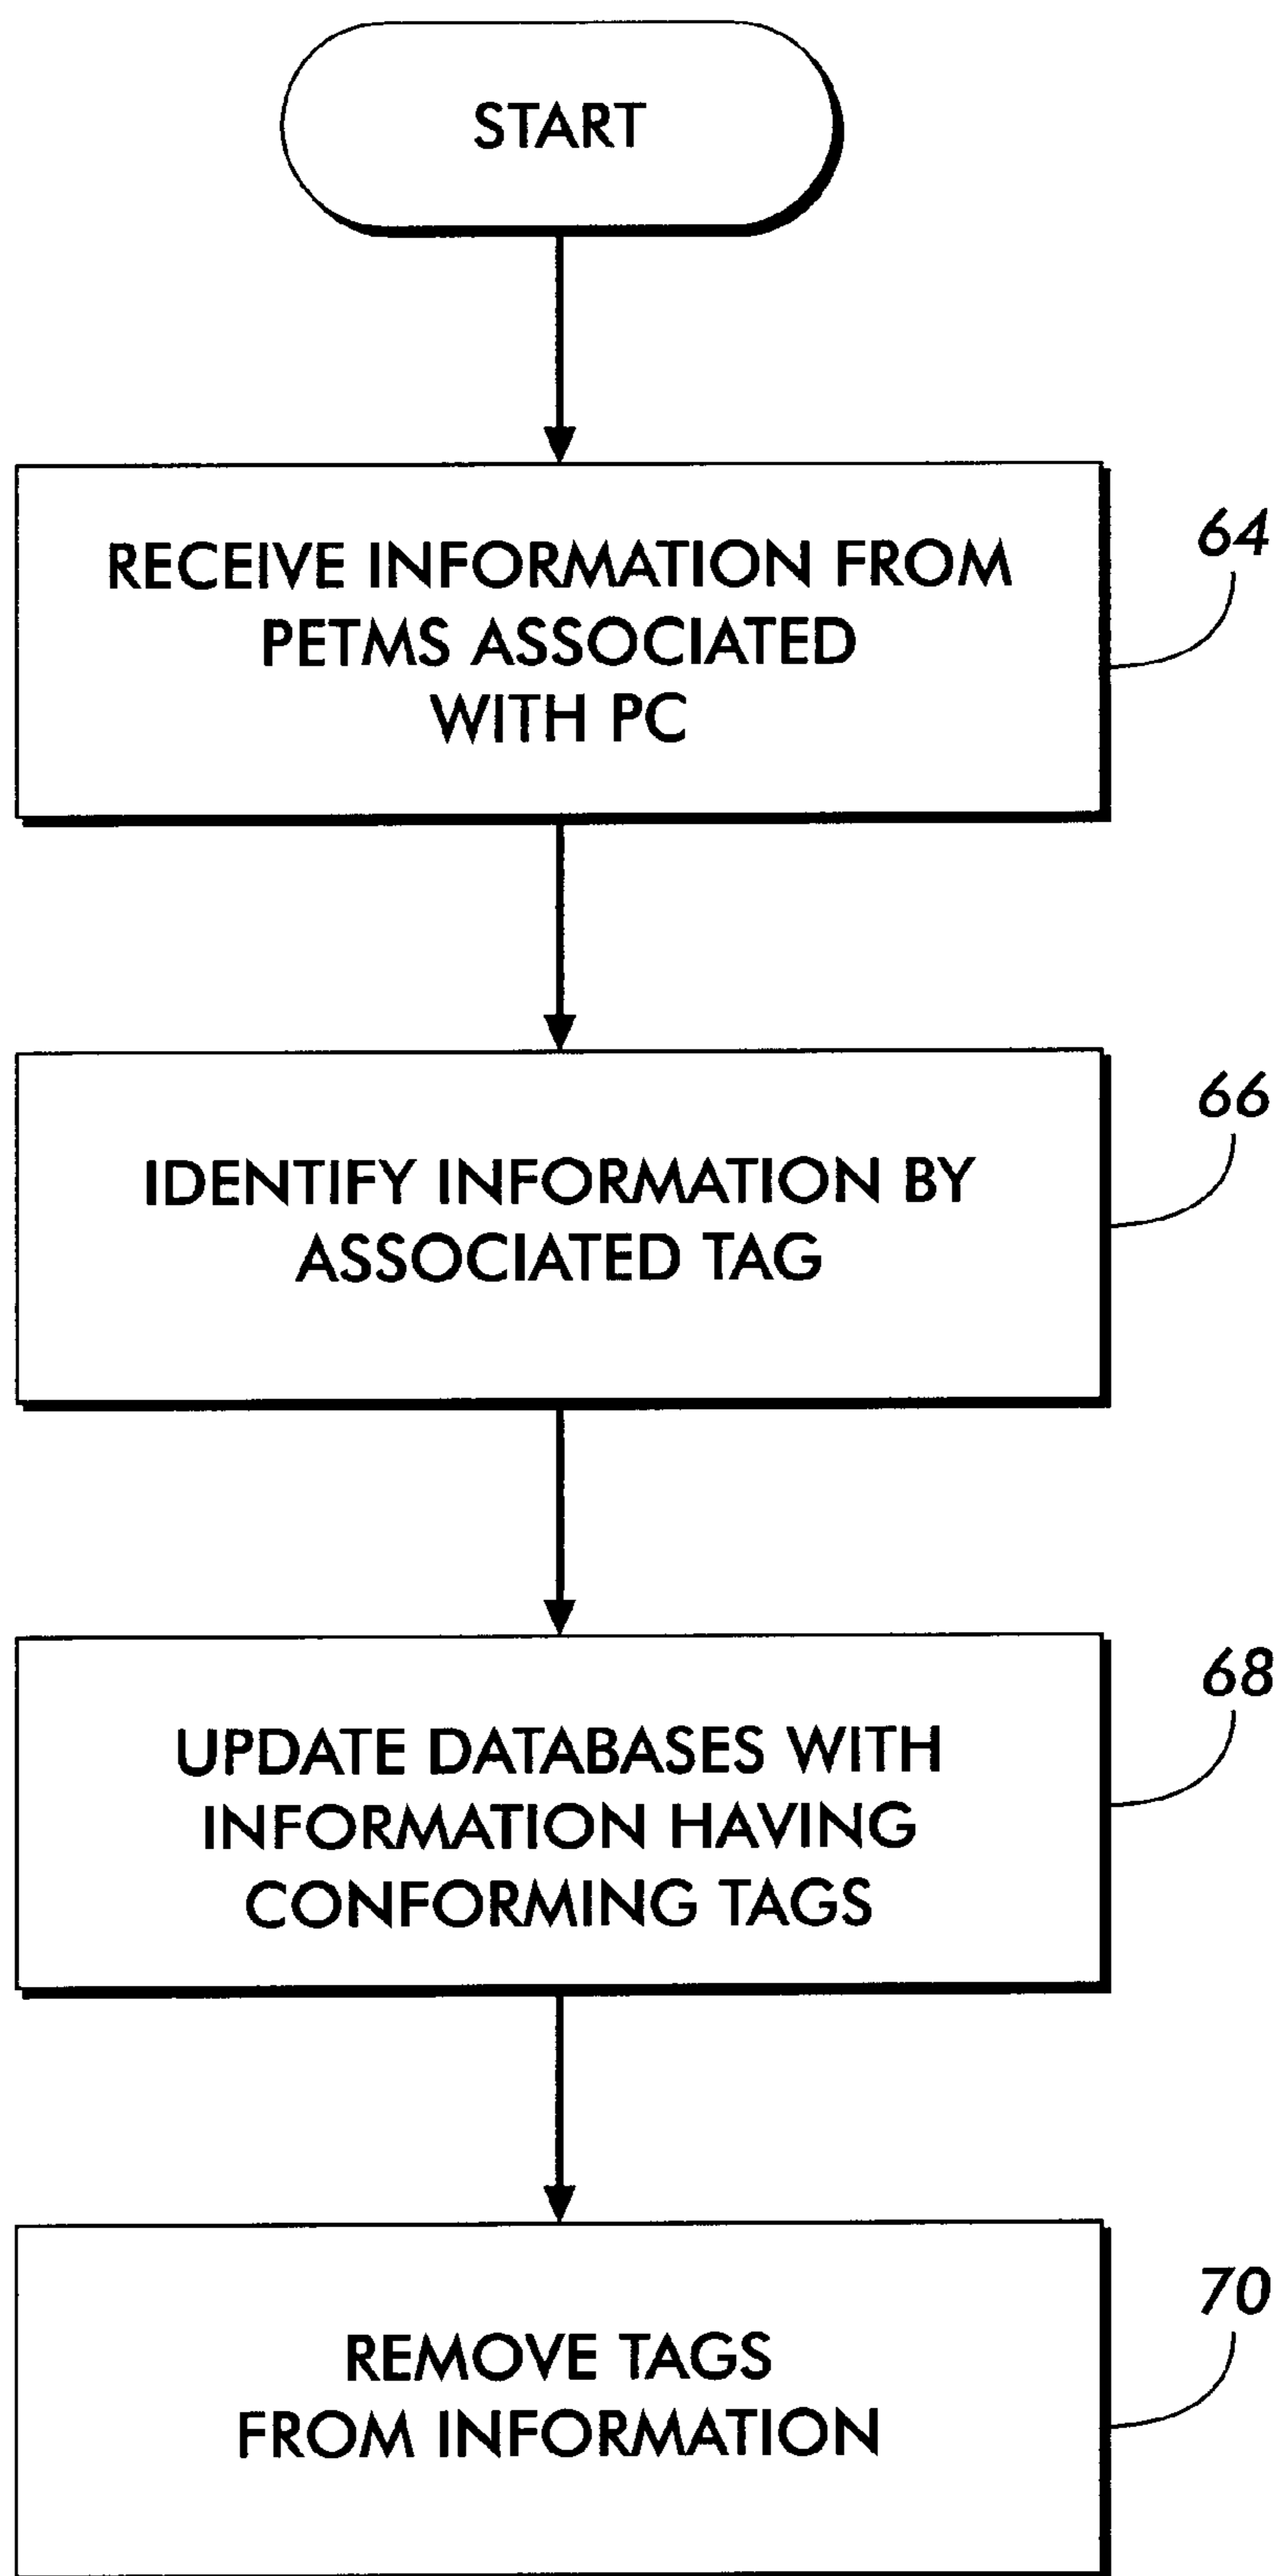 START
RECEIVE INFORMATION FROM
PETMS ASSOCIATED
WITH PC
64
IDENTIFY INFORMATION BY
ASSOCIATED TAG
66
UPDATE DATABASES WITH
INFORMATION HAVING
CONFORMING TAGS
68
REMOVE TAGS
FROM INFORMATION
70